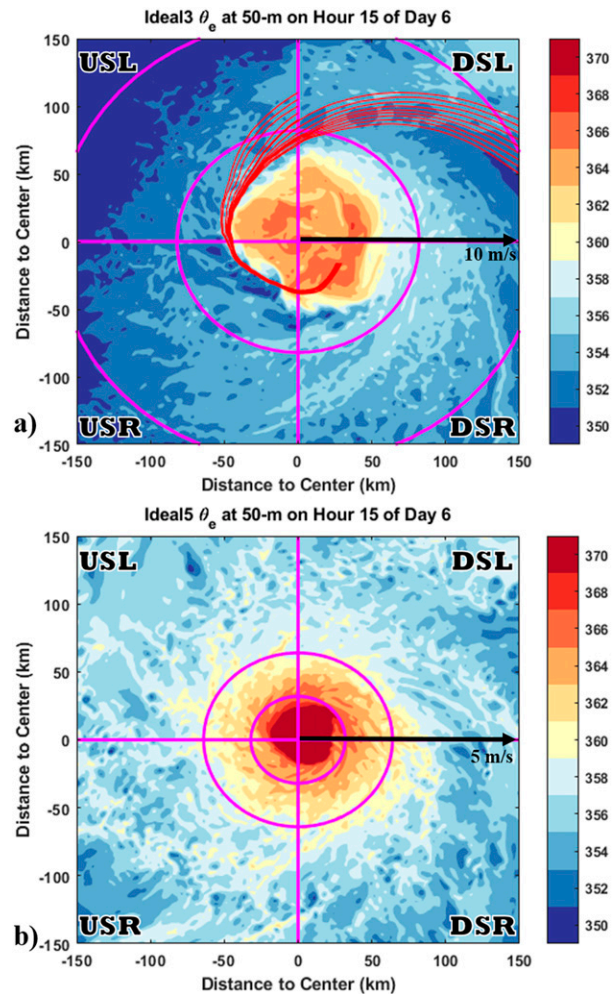 Ideal3 θe at 50-m on Hour 15 of Day 6
Distance to Center (km)
150
100
50
0
-50
-100
-150
USL
DSL
10 m/s
USR
DSR
a)
-150 -100 -50 0 50 100 150
Distance to Center (km)
370
368
366
364
362
360
358
356
354
352
350
Ideal5 θe at 50-m on Hour 15 of Day 6
Distance to Center (km)
150
100
50
0
-50
-100
-150
USL
DSL
5 m/s
USR
DSR
b)
-150 -100 -50 0 50 100 150
Distance to Center (km)
370
368
366
364
362
360
358
356
354
352
350